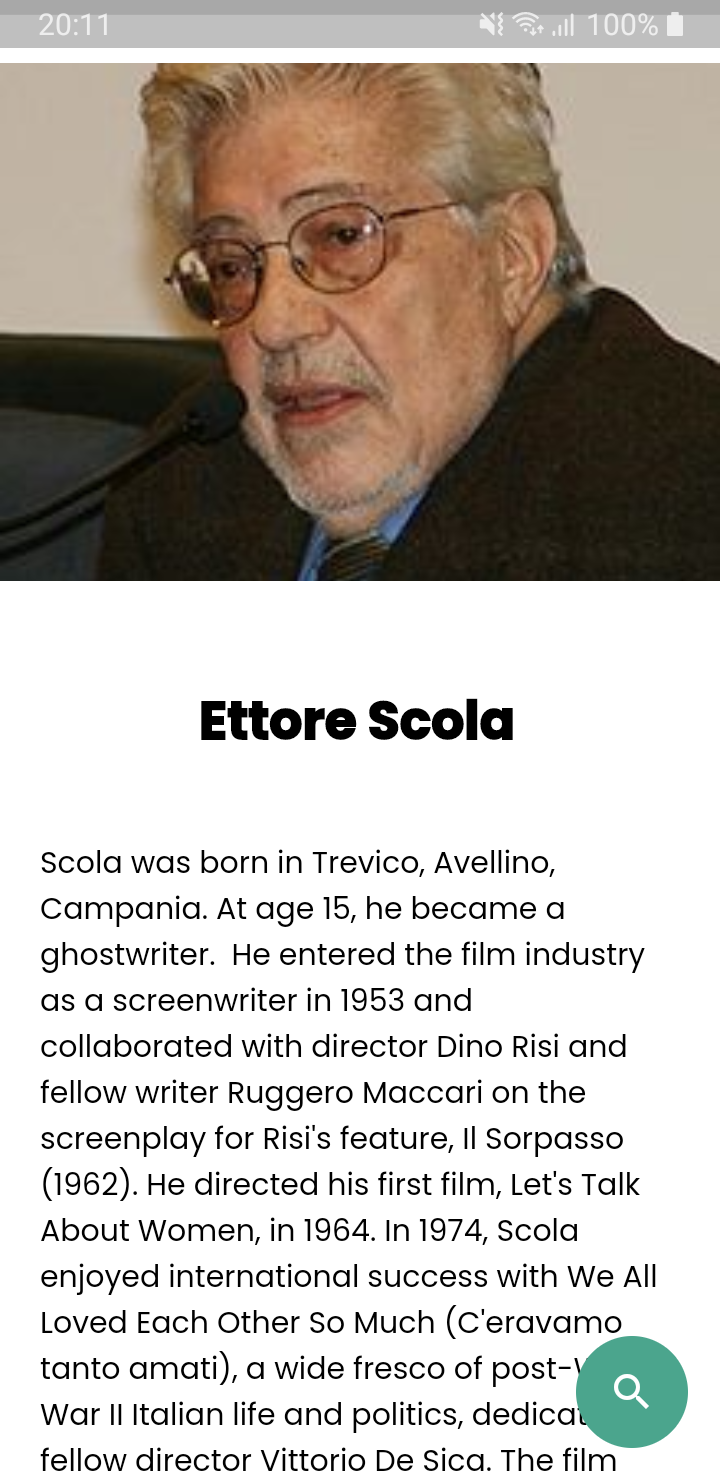 20:11
100%
Ettore Scola
Scola was born in Trevico, Avellino,
Campania. At age 15, he became a
ghostwriter.  He entered the film industry
as a screenwriter in 1953 and
collaborated with director Dino Risi and
fellow writer Ruggero Maccari on the
screenplay for Risi's feature, Il Sorpasso
(1962). He directed his first film, Let's Talk
About Women, in 1964. In 1974, Scola
enjoyed international success with We All
Loved Each Other So Much (C'eravamo
tanto amati), a wide fresco of post-
War II Italian life and politics,
fellow director Vittorio De Sica. The film